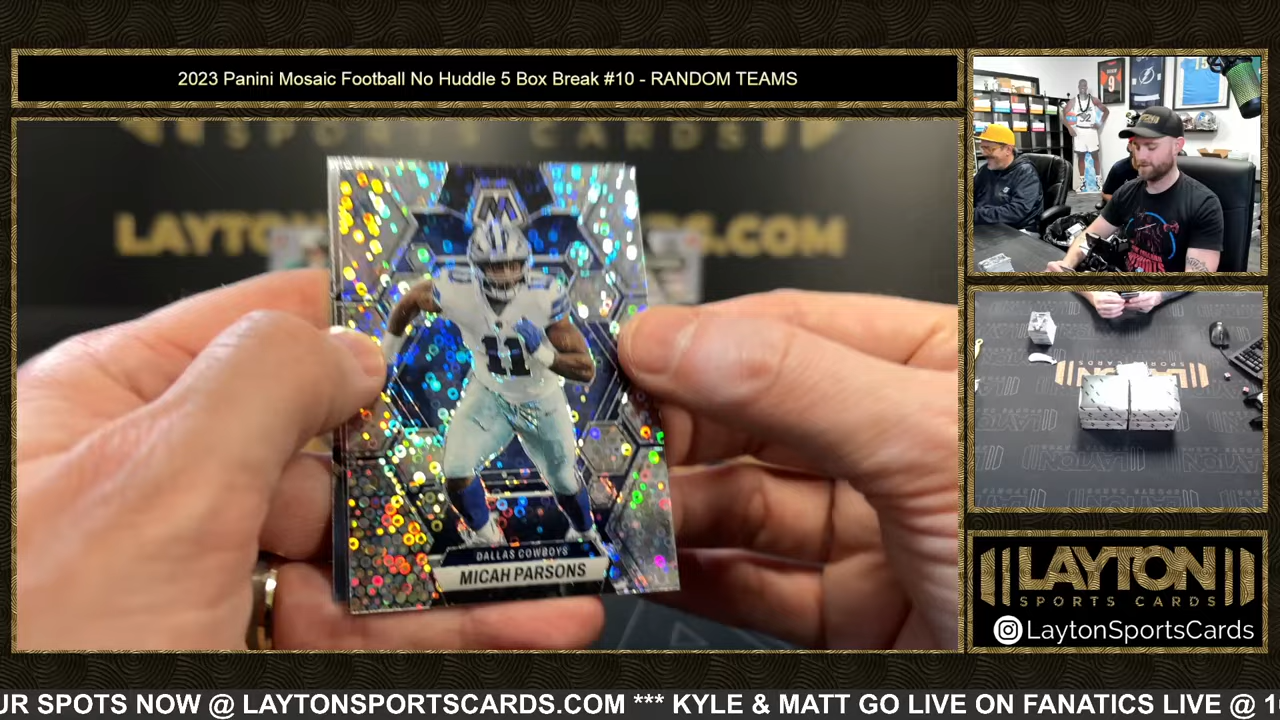 2023 Panini Mosaic Football No Huddle 5 Box Break #10 - RANDOM TEAMS
11
DALLAS COWBOYS
MICAH PARSONS
LAYTON
SPORTS CARDS
LaytonSportsCards
UR SPOTS NOW @ LAYTONSPORTSCARDS.COM *** KYLE & MATT GO LIVE ON FANATICS LIVE @ 1